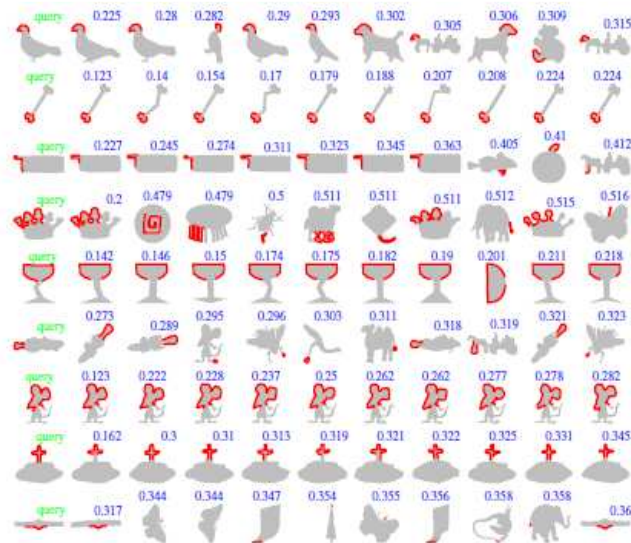 query 0.225 0.28 0.282 0.29 0.293 0.302 0.305 0.306 0.309 0.315
query 0.123 0.14 0.154 0.17 0.179 0.188 0.207 0.208 0.224 0.224
query 0.227 0.245 0.274 0.311 0.323 0.345 0.363 0.405 0.41 0.412
query 0.2 0.479 0.479 0.5 0.511 0.511 0.511 0.512 0.515 0.516
query 0.142 0.146 0.15 0.174 0.175 0.182 0.19 0.201 0.211 0.218
query 0.273 0.289 0.295 0.296 0.303 0.311 0.318 0.319 0.321 0.323
query 0.123 0.222 0.228 0.237 0.25 0.262 0.262 0.277 0.278 0.282
query 0.162 0.3 0.31 0.313 0.319 0.321 0.322 0.325 0.331 0.345
query 0.317 0.344 0.344 0.347 0.354 0.355 0.356 0.358 0.358 0.36